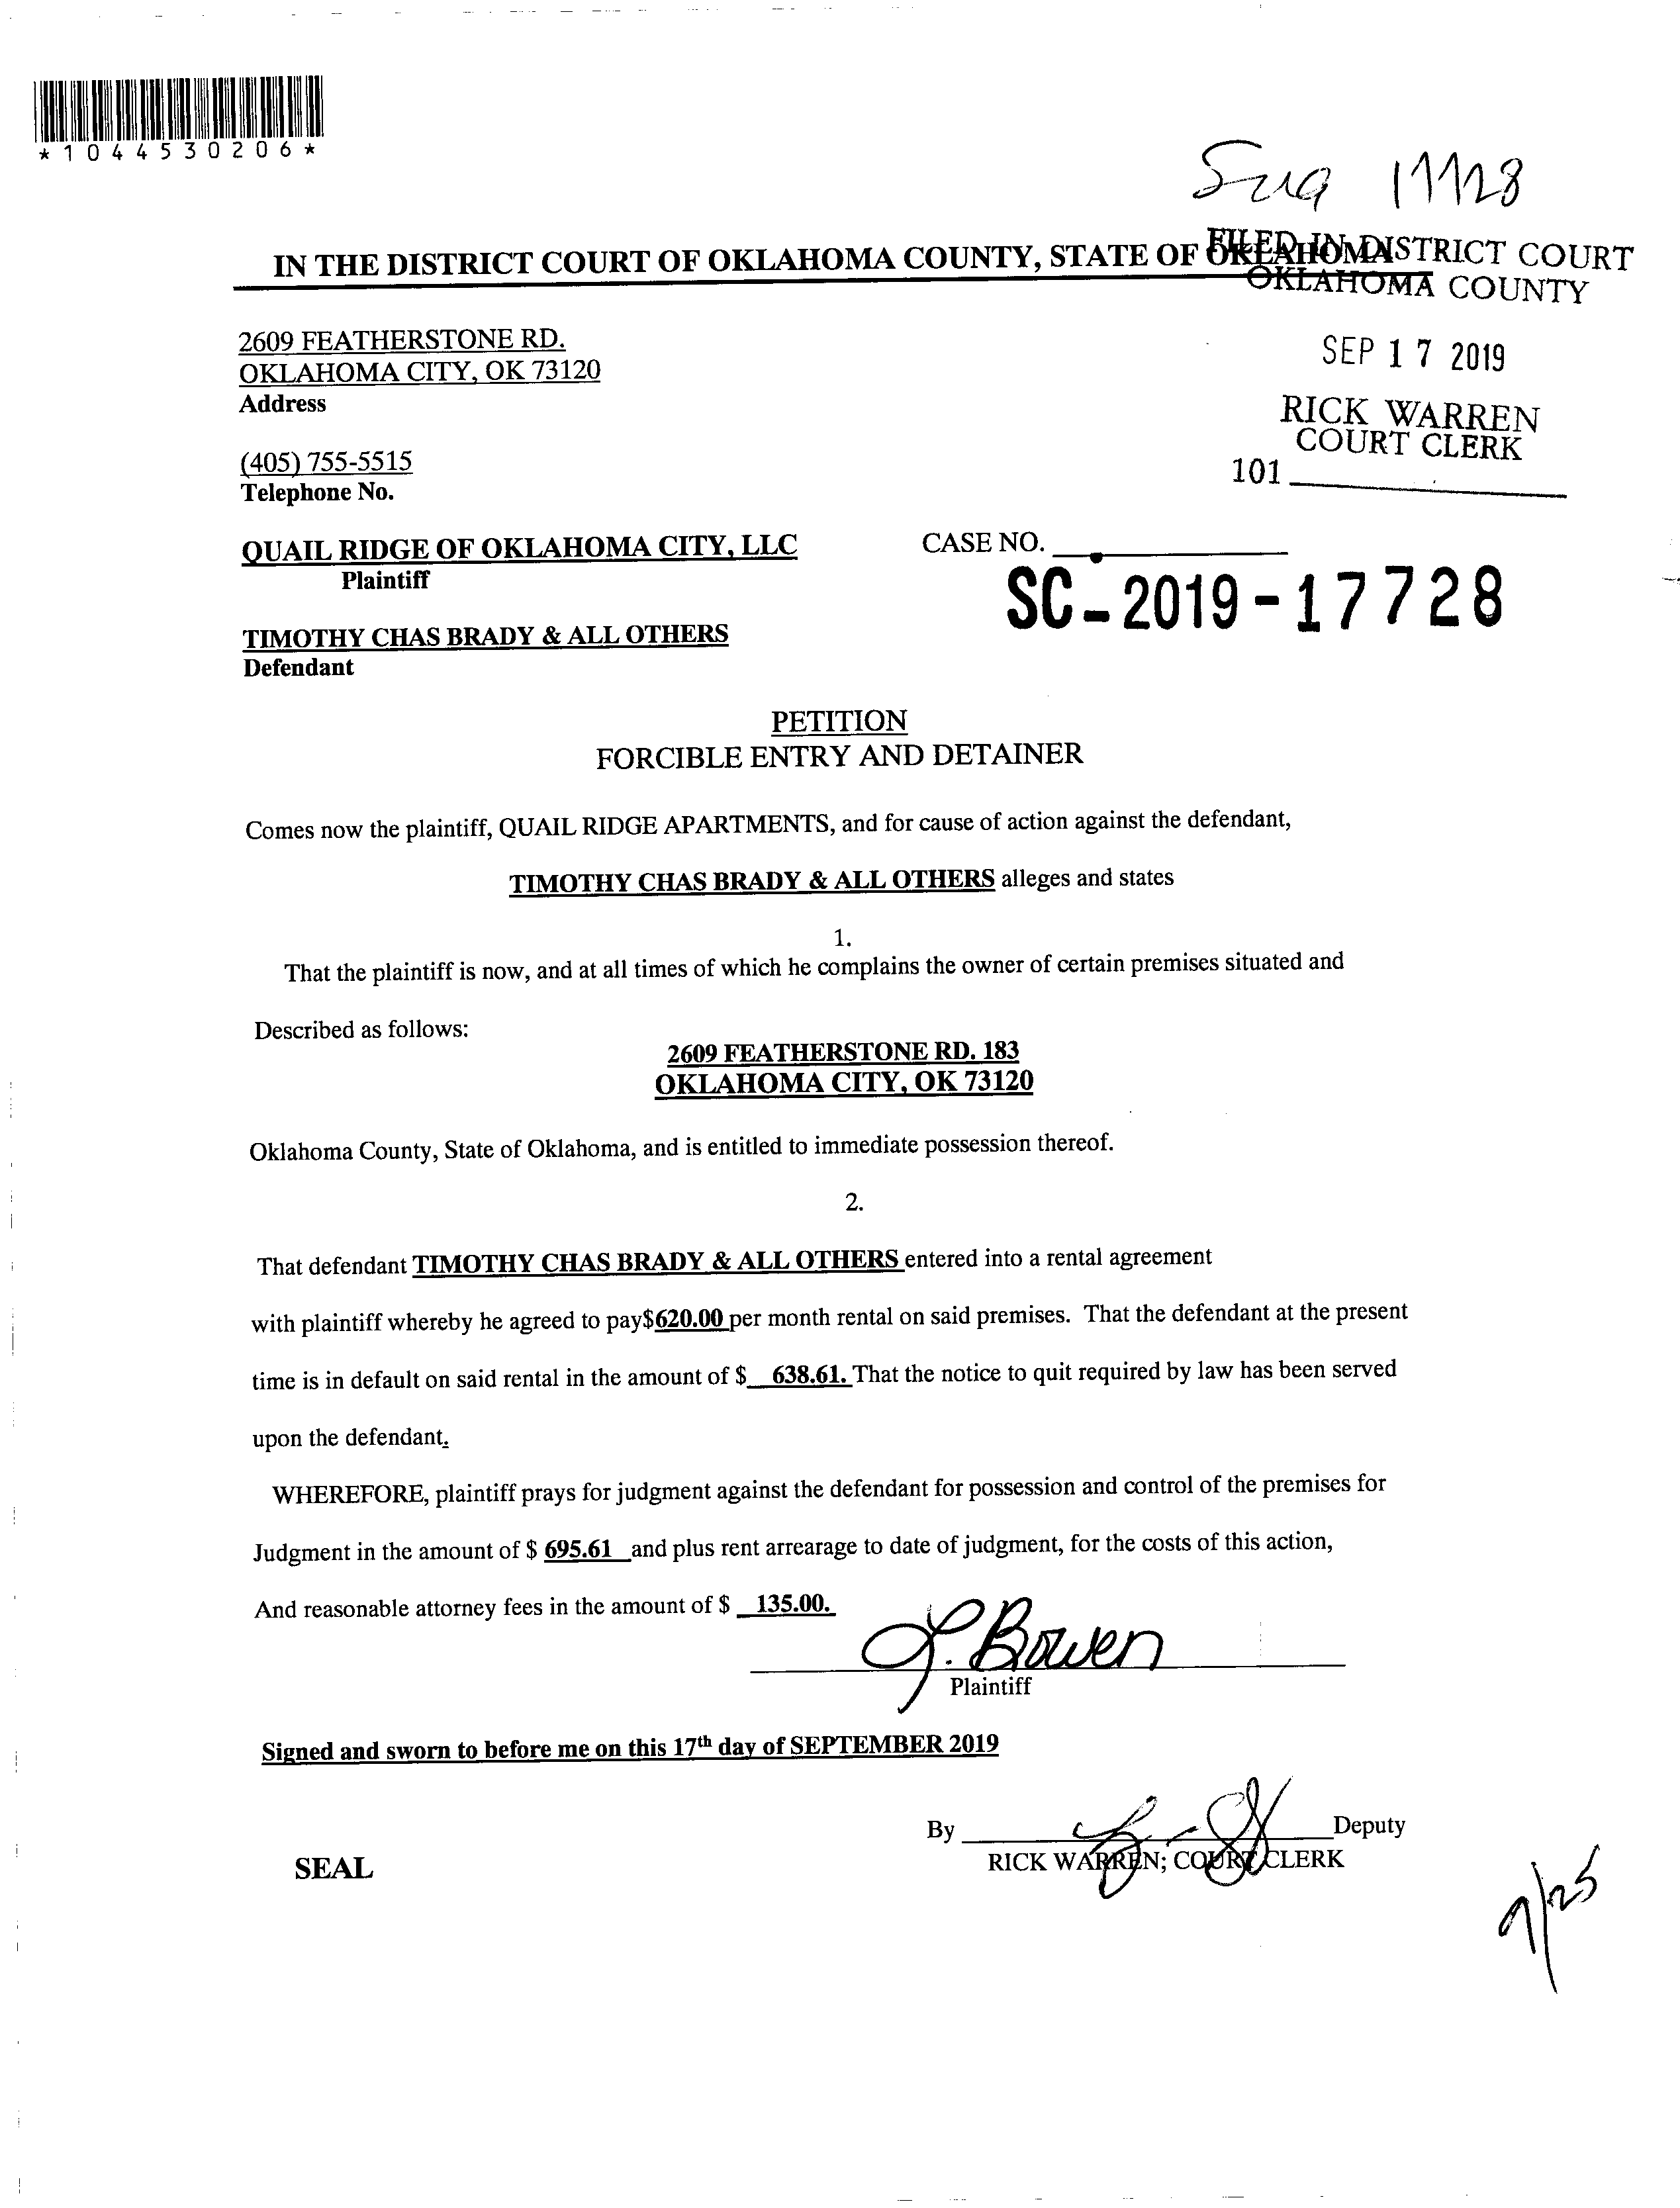 *1044530206*
IN THE DISTRICT COURT OF OKLAHOMA COUNTY, STATE OF OKLAHOMA
FILED IN DISTRICT COURT
OKLAHOMA COUNTY
2609 FEATHERSTONE RD.
OKLAHOMA CITY, OK 73120
Address
SEP 17 2019
RICK WARREN
COURT CLERK
101
(405) 755-5515
Telephone No.
QUAIL RIDGE OF OKLAHOMA CITY, LLC
Plaintiff
CASE NO.
SC-2019-17728
TIMOTHY CHAS BRADY & ALL OTHERS
Defendant
PETITION
FORCIBLE ENTRY AND DETAINER
Comes now the plaintiff, QUAIL RIDGE APARTMENTS, and for cause of action against the defendant,
TIMOTHY CHAS BRADY & ALL OTHERS alleges and states
1.
That the plaintiff is now, and at all times of which he complains the owner of certain premises situated and
Described as follows:
2609 FEATHERSTONE RD. 183
OKLAHOMA CITY, OK 73120
Oklahoma County, State of Oklahoma, and is entitled to immediate possession thereof.
2.
That defendant TIMOTHY CHAS BRADY & ALL OTHERS entered into a rental agreement
with plaintiff whereby he agreed to pay$620.00 per month rental on said premises. That the defendant at the present
time is in default on said rental in the amount of $ 638.61. That the notice to quit required by law has been served
upon the defendant.
WHEREFORE, plaintiff prays for judgment against the defendant for possession and control of the premises for
Judgment in the amount of $ 695.61 and plus rent arrearage to date of judgment, for the costs of this action,
And reasonable attorney fees in the amount of $ 135.00.
L. Bowen
Plaintiff
Signed and sworn to before me on this 17th day of SEPTEMBER 2019
By Deputy
RICK WARREN; COURT CLERK
SEAL
9/25